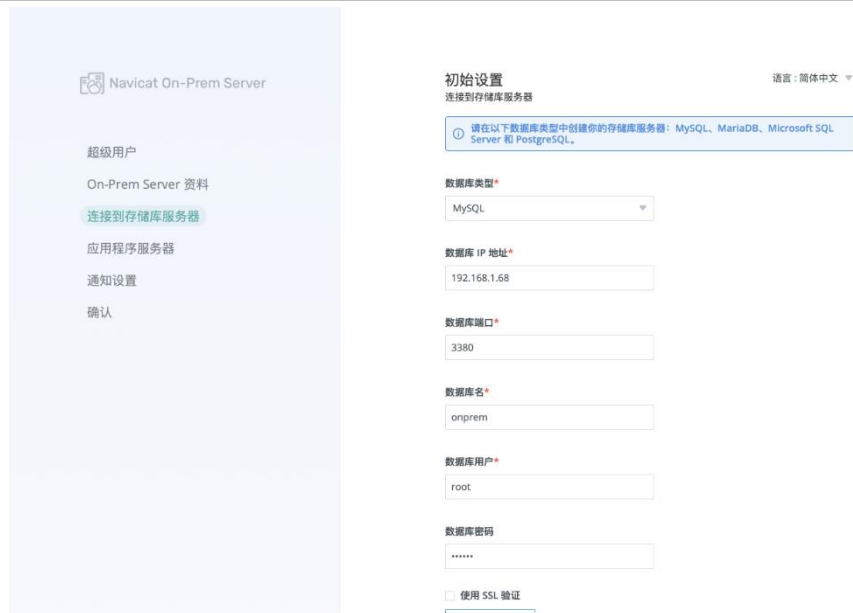 Navicat On-Prem Server
超级用户
On-Prem Server 资料
连接到存储库服务器
应用程序服务器
通知设置
确认
初始设置
语言 : 简体中文
连接到存储库服务器
请在以下数据库类型中创建你的存储库服务器：MySQL、MariaDB、Microsoft SQL
Server 和 PostgreSQL。
数据库类型*
MySQL
数据库 IP 地址*
192.168.1.68
数据库端口*
3380
数据库名*
onprem
数据库用户*
root
数据库密码
••••••
使用 SSL 验证